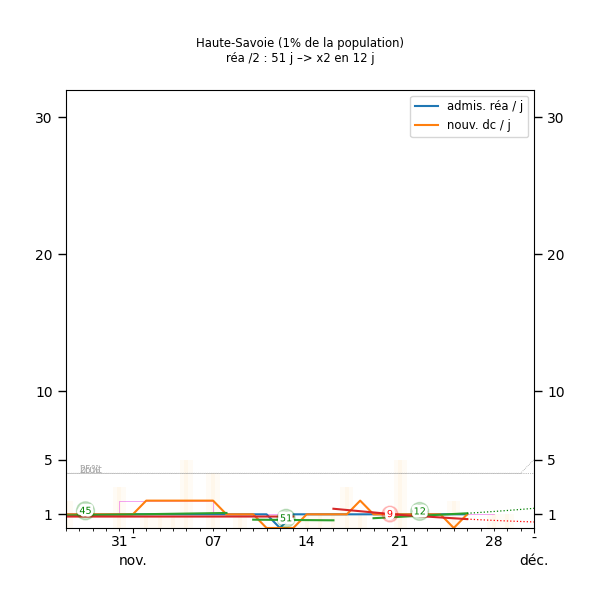 Haute-Savoie (1% de la population)
réa /2 : 51 j –> x2 en 12 j
admis. réa / j
nouv. dc / j
30 30
20 20
10 10
5 5
25%
1 1
45 51 9 12
31 07 14 21 28
nov. déc.